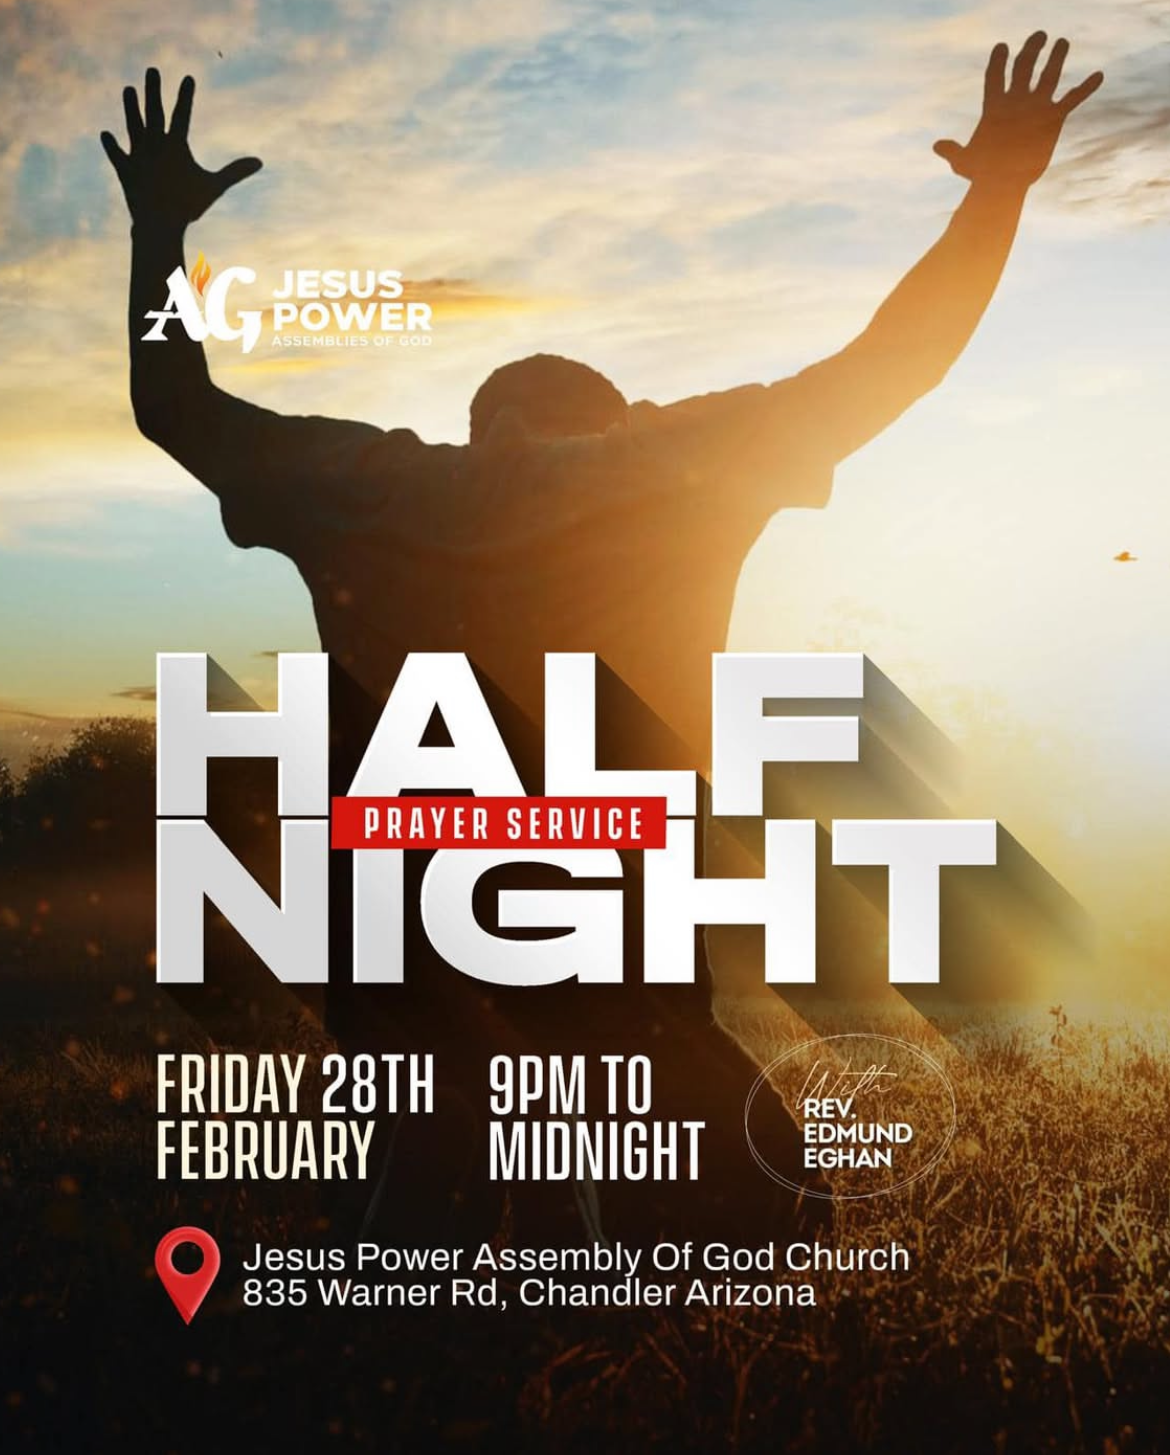 AG
JESUS
POWER
ASSEMBLIES OF GOD
HALF
PRAYER SERVICE
NIGHT
FRIDAY 28TH
FEBRUARY
9PM TO
MIDNIGHT
With
REV.
EDMUND
EGHAN
Jesus Power Assembly Of God Church
835 Warner Rd, Chandler Arizona